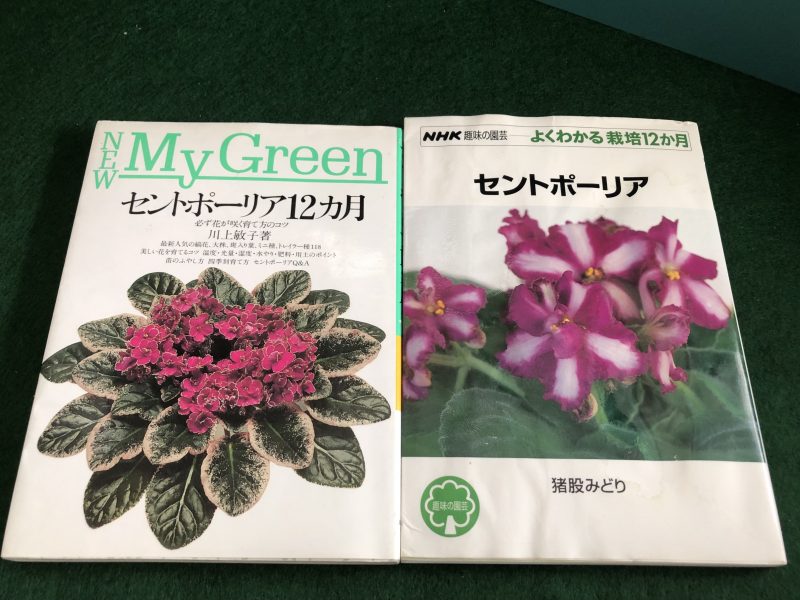 NEW My Green
セントポーリア12カ月
必ず花が咲く育て方のコツ
川上敏子著
最新人気の縞花、大株、斑入り葉、ミニ種、トレイラー種118
美しい花を育てるコツ 温度・光量・湿度・水やり・肥料・用土のポイント
苗のふやし方 四季別育て方 セントポーリアQ&A
NHK 趣味の園芸 よくわかる栽培12か月
セントポーリア
猪股みどり
趣味の園芸